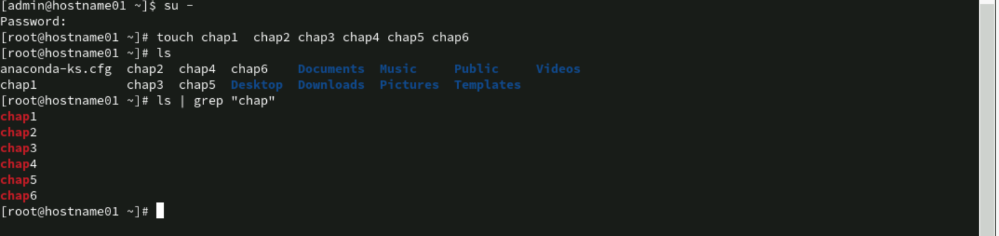 [admin@hostname01 ~]$ su -
Password:
[root@hostname01 ~]# touch chap1  chap2 chap3 chap4 chap5 chap6
[root@hostname01 ~]# ls
anaconda-ks.cfg  chap2  chap4  chap6    Documents  Music     Public     Videos
chap1            chap3  chap5  Desktop  Downloads  Pictures  Templates
[root@hostname01 ~]# ls | grep "chap"
chap1
chap2
chap3
chap4
chap5
chap6
[root@hostname01 ~]#